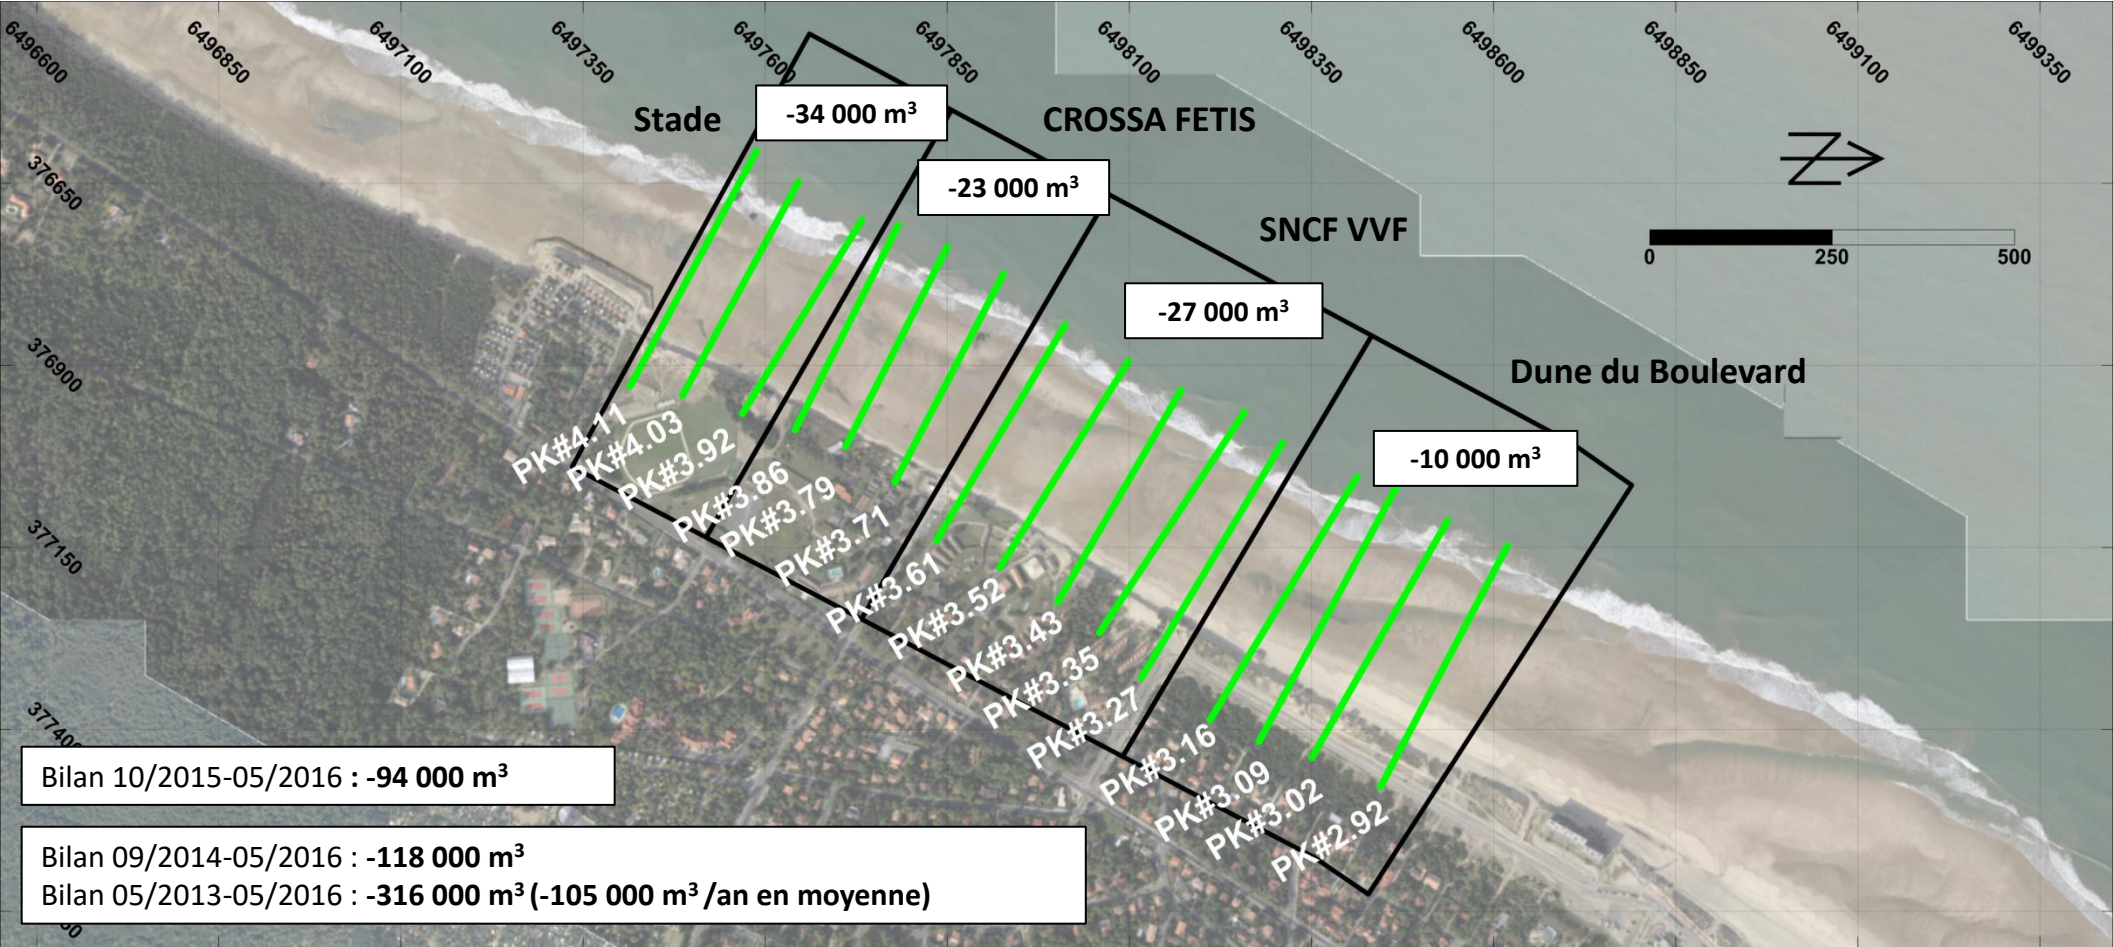 6496600
6496850
6497100
6497350
6497600
6497850
6498100
6498350
6498600
6498850
6499100
6499350
Stade
-34 000 m³
CROSSA FETIS
-23 000 m³
SNCF VVF
-27 000 m³
Dune du Boulevard
-10 000 m³
0 250 500
376650
376900
377150
PK#4.11
PK#4.03
PK#3.92
PK#3.86
PK#3.79
PK#3.71
PK#3.61
PK#3.52
PK#3.43
PK#3.35
PK#3.27
PK#3.16
PK#3.09
PK#3.02
PK#2.92
Bilan 10/2015-05/2016 : -94 000 m³
Bilan 09/2014-05/2016 : -118 000 m³
Bilan 05/2013-05/2016 : -316 000 m³ (-105 000 m³ /an en moyenne)